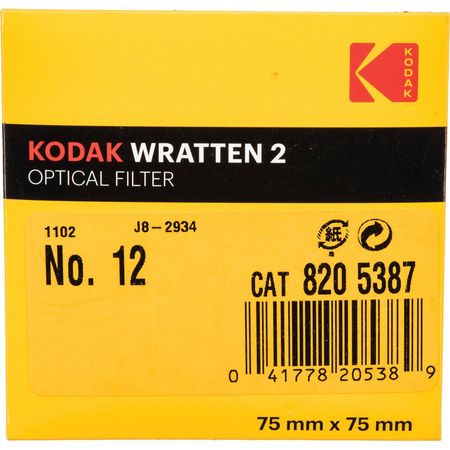 KODAK
KODAK WRATTEN 2
OPTICAL FILTER
1102 J8-2934
No. 12
紙
CAT 820 5387
0 41778 20538 9
75 mm x 75 mm